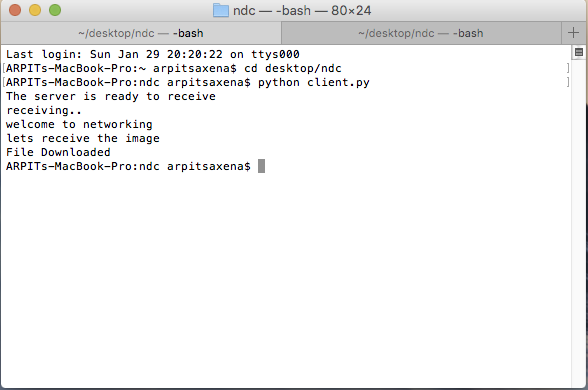 ndc — -bash — 80×24
~/desktop/ndc — -bash
~/desktop/ndc — -bash
+
Last login: Sun Jan 29 20:20:22 on ttys000
[ARPITs-MacBook-Pro:~ arpitsaxena$ cd desktop/ndc ]
[ARPITs-MacBook-Pro:ndc arpitsaxena$ python client.py ]
The server is ready to receive
receiving..
welcome to networking
lets receive the image
File Downloaded
ARPITs-MacBook-Pro:ndc arpitsaxena$